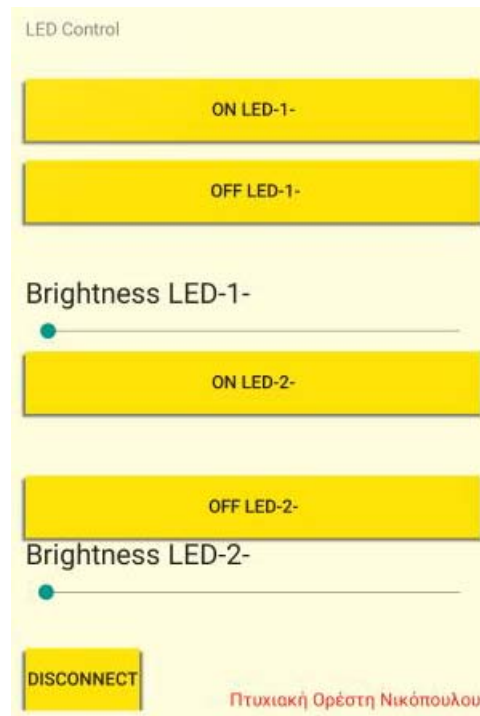 LED Control
ON LED-1-
OFF LED-1-
Brightness LED-1-
ON LED-2-
OFF LED-2-
Brightness LED-2-
DISCONNECT
Πτυχιακή Ορέστη Νικόπουλου